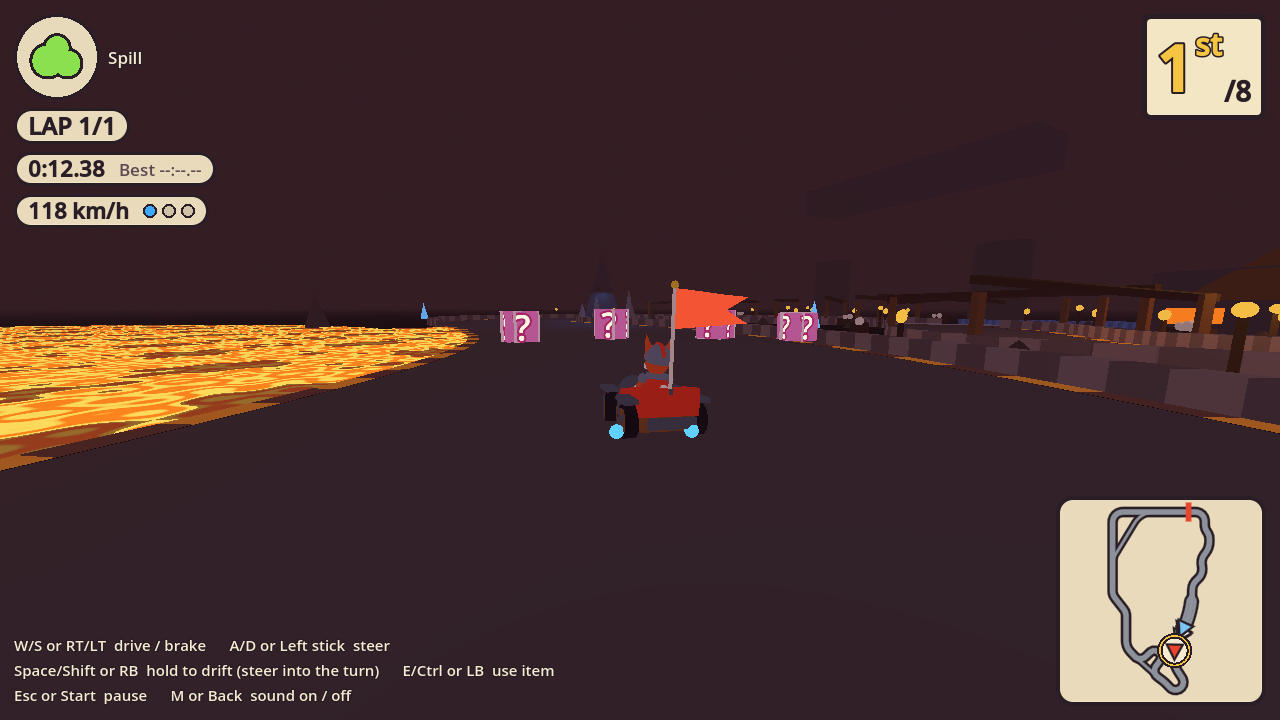 Spill
1st
/8
LAP 1/1
0:12.38 Best --:--.--
118 km/h
? ? ? ? ?
W/S or RT/LT drive / brake A/D or Left stick steer
Space/Shift or RB hold to drift (steer into the turn) E/Ctrl or LB use item
Esc or Start pause M or Back sound on / off